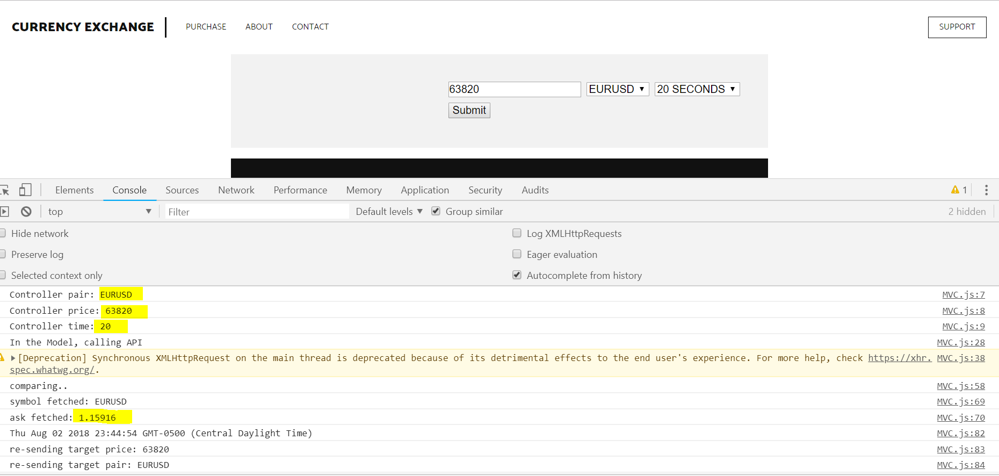 CURRENCY EXCHANGE PURCHASE ABOUT CONTACT SUPPORT
63820 EURUSD 20 SECONDS
Submit
Elements Console Sources Network Performance Memory Application Security Audits 1
top Filter Default levels Group similar 2 hidden
Hide network Log XMLHttpRequests
Preserve log Eager evaluation
Selected context only Autocomplete from history
Controller pair: EURUSD MVC.js:7
Controller price: 63820 MVC.js:8
Controller time: 20 MVC.js:9
In the Model, calling API MVC.js:28
[Deprecation] Synchronous XMLHttpRequest on the main thread is deprecated because of its detrimental effects to the end user's experience. For more help, check https://xhr. MVC.js:38
spec.whatwg.org/.
comparing.. MVC.js:58
symbol fetched: EURUSD MVC.js:69
ask fetched: 1.15916 MVC.js:70
Thu Aug 02 2018 23:44:54 GMT-0500 (Central Daylight Time) MVC.js:82
re-sending target price: 63820 MVC.js:83
re-sending target pair: EURUSD MVC.js:84